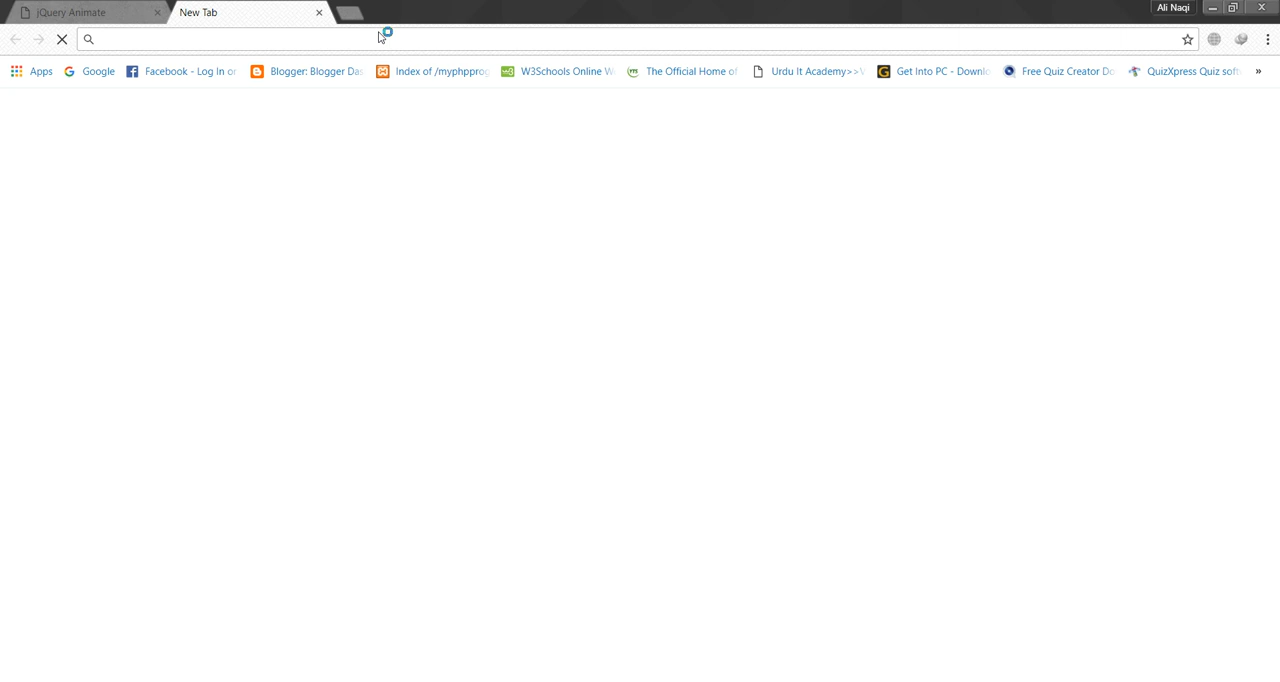 jQuery Animate New Tab Ali Naqi
Apps Google Facebook - Log In or Blogger: Blogger Das Index of /myphpprog W3Schools Online W The Official Home of Urdu It Academy>> Get Into PC - Downlo Free Quiz Creator Do QuizXpress Quiz soft »